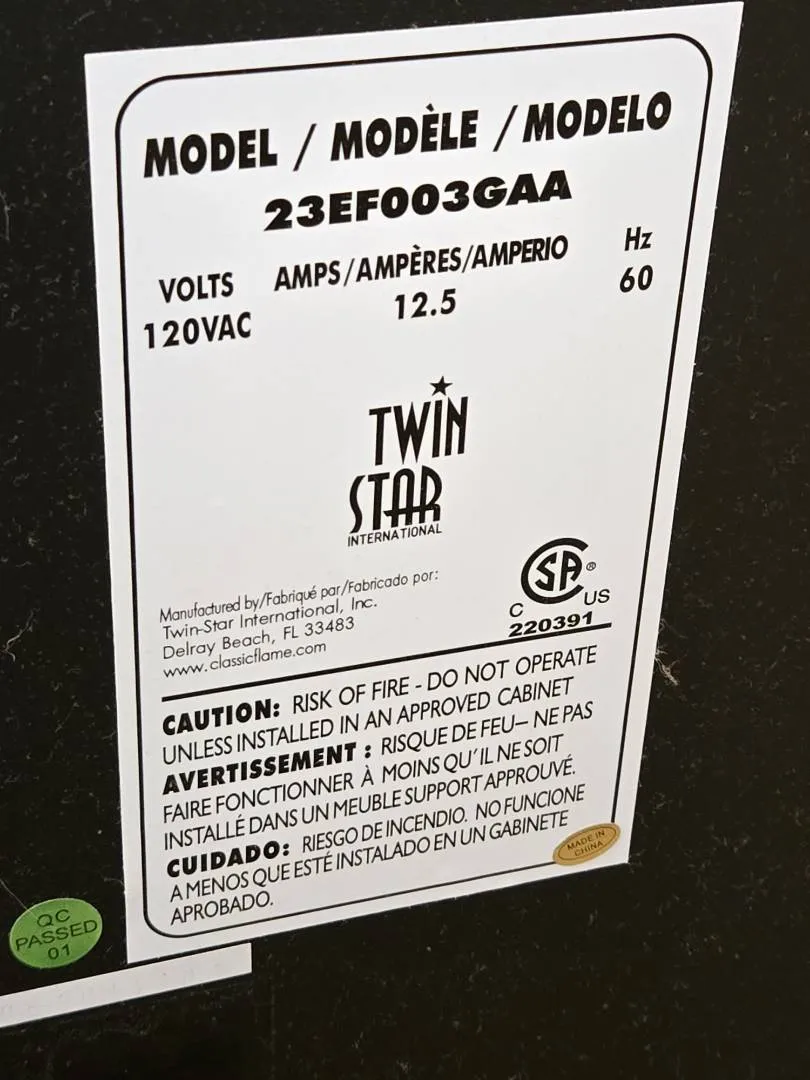 MODEL / MODÈLE / MODELO
23EF003GAA
VOLTS AMPS/AMPÈRES/AMPERIO Hz
120VAC 12.5 60
TWIN
STAR
INTERNATIONAL
Manufactured by/Fabriqué par/Fabricado por:
Twin-Star International, Inc.
Delray Beach, FL 33483
www.classicflame.com
CSA®
C US
220391
CAUTION: RISK OF FIRE - DO NOT OPERATE
UNLESS INSTALLED IN AN APPROVED CABINET
AVERTISSEMENT : RISQUE DE FEU– NE PAS
FAIRE FONCTIONNER À MOINS QU'IL NE SOIT
INSTALLÉ DANS UN MEUBLE SUPPORT APPROUVÉ.
CUIDADO: RIESGO DE INCENDIO. NO FUNCIONE
A MENOS QUE ESTÉ INSTALADO EN UN GABINETE
APROBADO.
MADE IN
CHINA
QC
PASSED
01